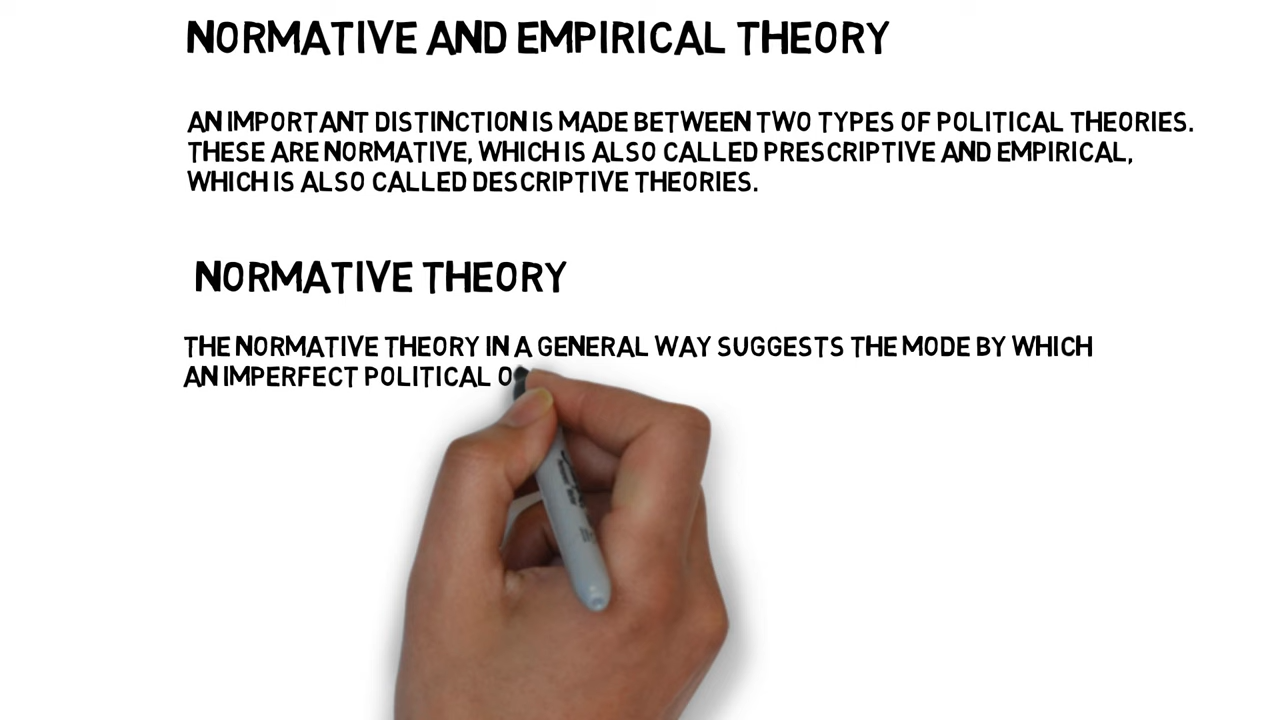 NORMATIVE AND EMPIRICAL THEORY
AN IMPORTANT DISTINCTION IS MADE BETWEEN TWO TYPES OF POLITICAL THEORIES.
THESE ARE NORMATIVE, WHICH IS ALSO CALLED PRESCRIPTIVE AND EMPIRICAL,
WHICH IS ALSO CALLED DESCRIPTIVE THEORIES.
NORMATIVE THEORY
THE NORMATIVE THEORY IN A GENERAL WAY SUGGESTS THE MODE BY WHICH
AN IMPERFECT POLITICAL O